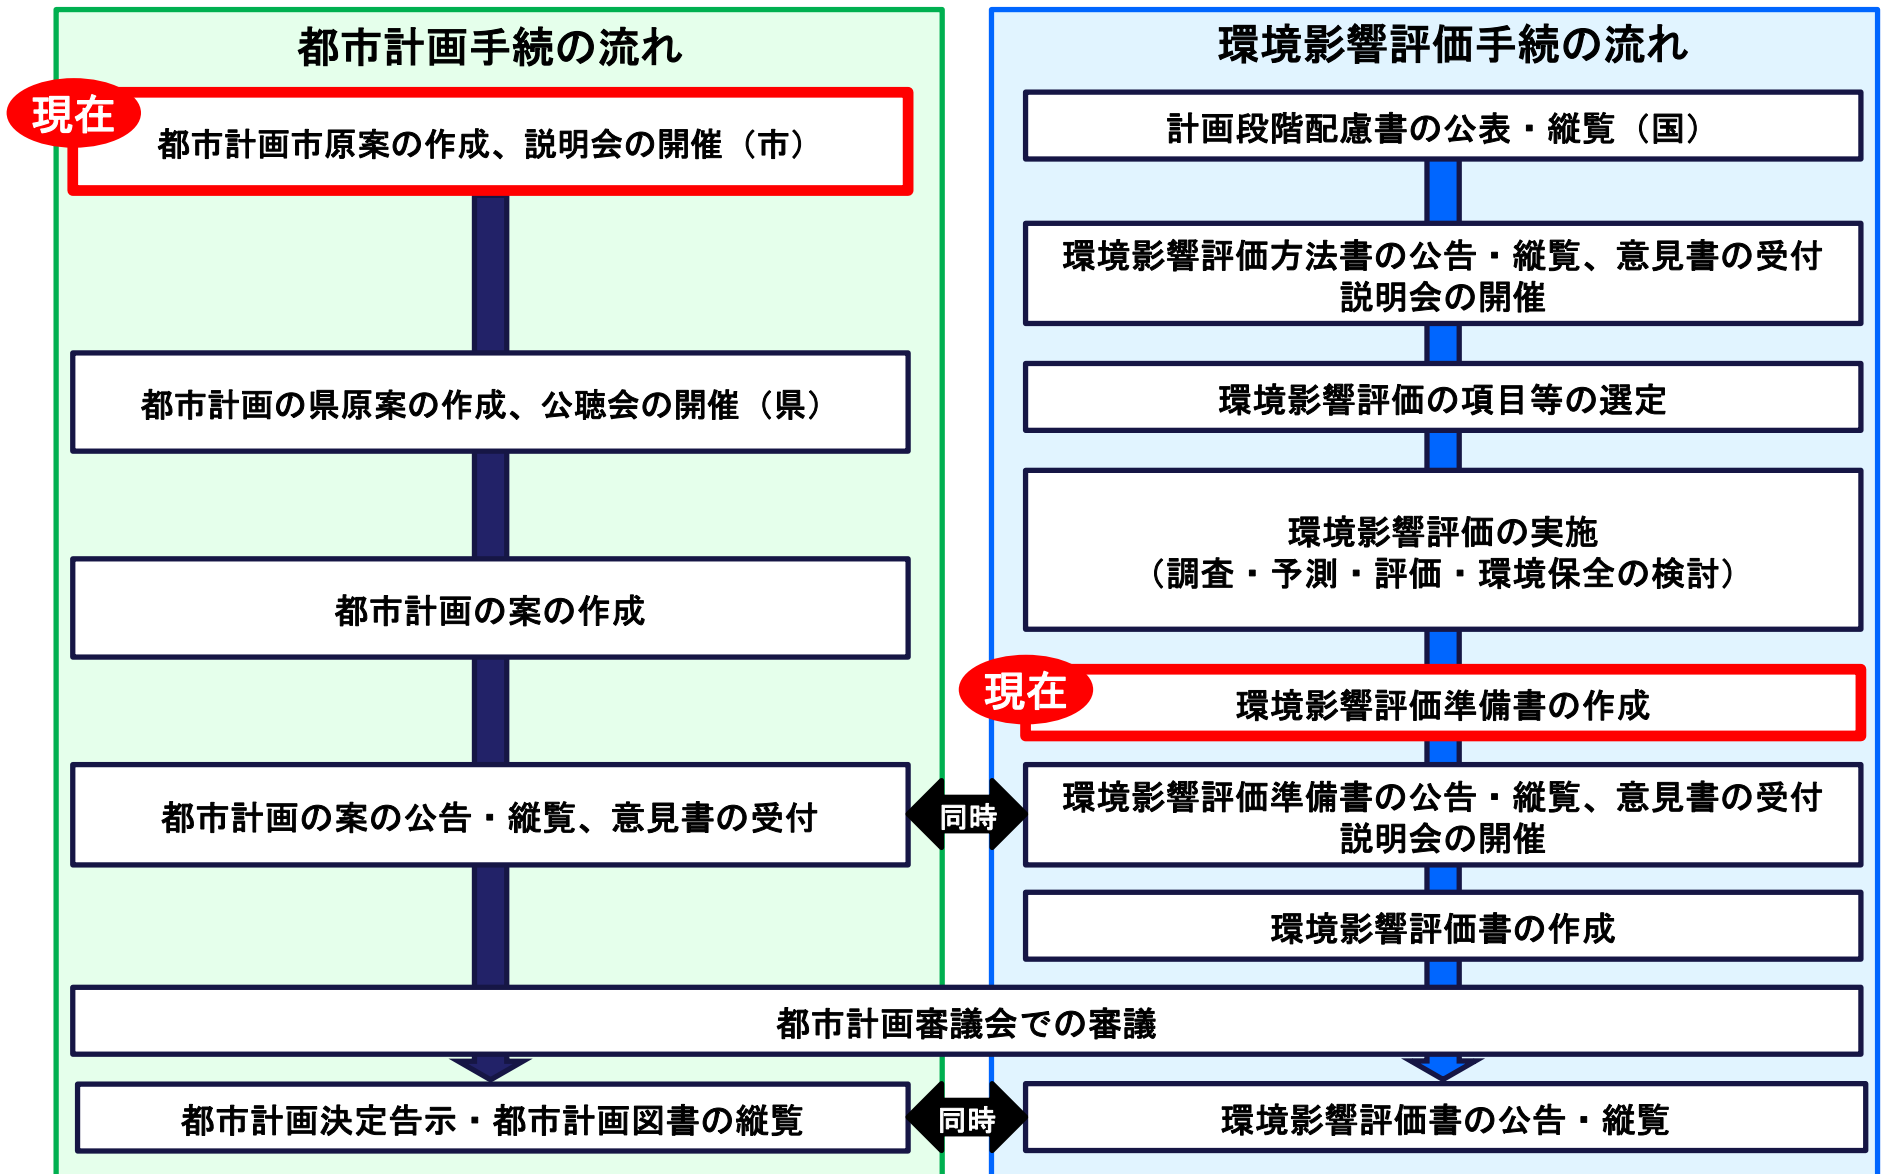 都市計画手続の流れ
現在
都市計画市原案の作成、説明会の開催（市）
都市計画の県原案の作成、公聴会の開催（県）
都市計画の案の作成
都市計画の案の公告・縦覧、意見書の受付
同時
環境影響評価手続の流れ
計画段階配慮書の公表・縦覧（国）
環境影響評価方法書の公告・縦覧、意見書の受付
説明会の開催
環境影響評価の項目等の選定
環境影響評価の実施
（調査・予測・評価・環境保全の検討）
現在
環境影響評価準備書の作成
環境影響評価準備書の公告・縦覧、意見書の受付
説明会の開催
環境影響評価書の作成
都市計画審議会での審議
都市計画決定告示・都市計画図書の縦覧
同時
環境影響評価書の公告・縦覧